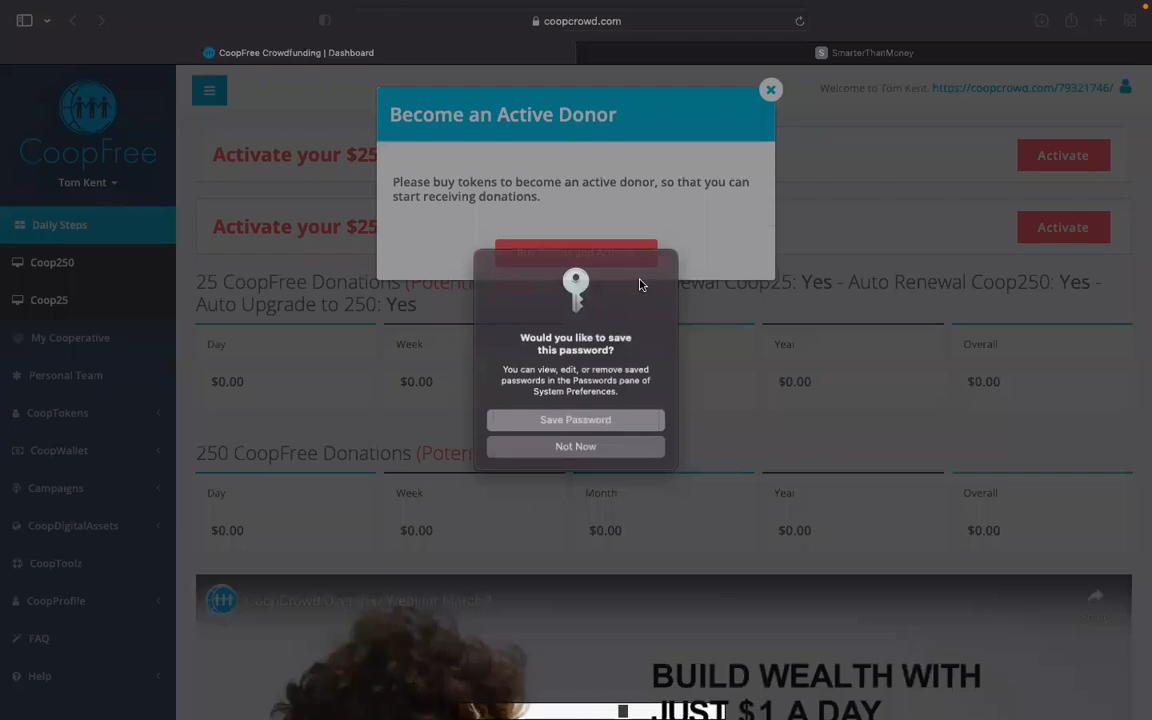 coopcrowd.com
CoopFree Crowdfunding | Dashboard
S SmarterThanMoney
CoopFree
Tom Kent
Daily Steps
Coop250
Coop25
My Cooperative
Personal Team
CoopTokens
CoopWallet
Campaigns
CoopDigitalAssets
CoopToolz
CoopProfile
FAQ
Help
Welcome to Tom Kent. https://coopcrowd.com/79321746/
Activate your $25
Activate
Activate your $25
Activate
Become an Active Donor
Please buy tokens to become an active donor, so that you can
start receiving donations.
Would you like to save
this password?
You can view, edit, or remove saved
passwords in the Passwords pane of
System Preferences.
Save Password
Not Now
25 CoopFree Donations Coop25: Yes - Auto Renewal Coop250: Yes -
Auto Upgrade to 250: Yes
Day Week Year Overall
$0.00 $0.00 $0.00 $0.00
250 CoopFree Donations
Day Week Month Year Overall
$0.00 $0.00 $0.00 $0.00 $0.00
BUILD WEALTH WITH
JUST $1 A DAY